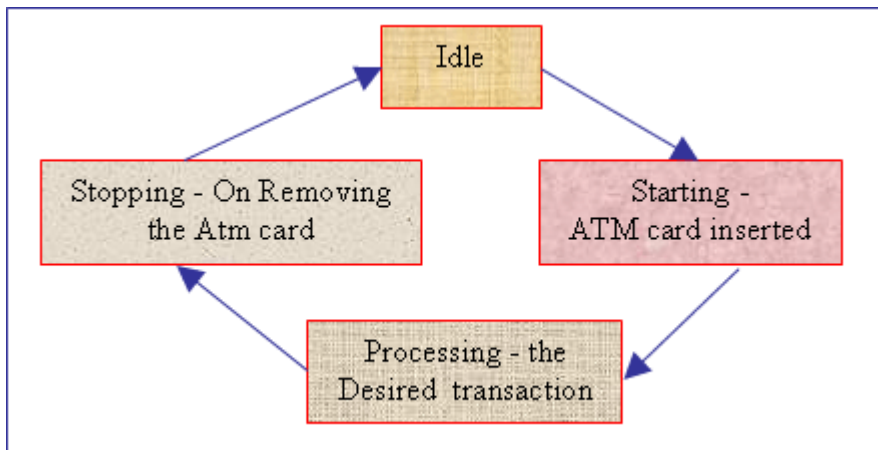 Idle
Starting -
ATM card inserted
Processing - the
Desired transaction
Stopping - On Removing
the Atm card